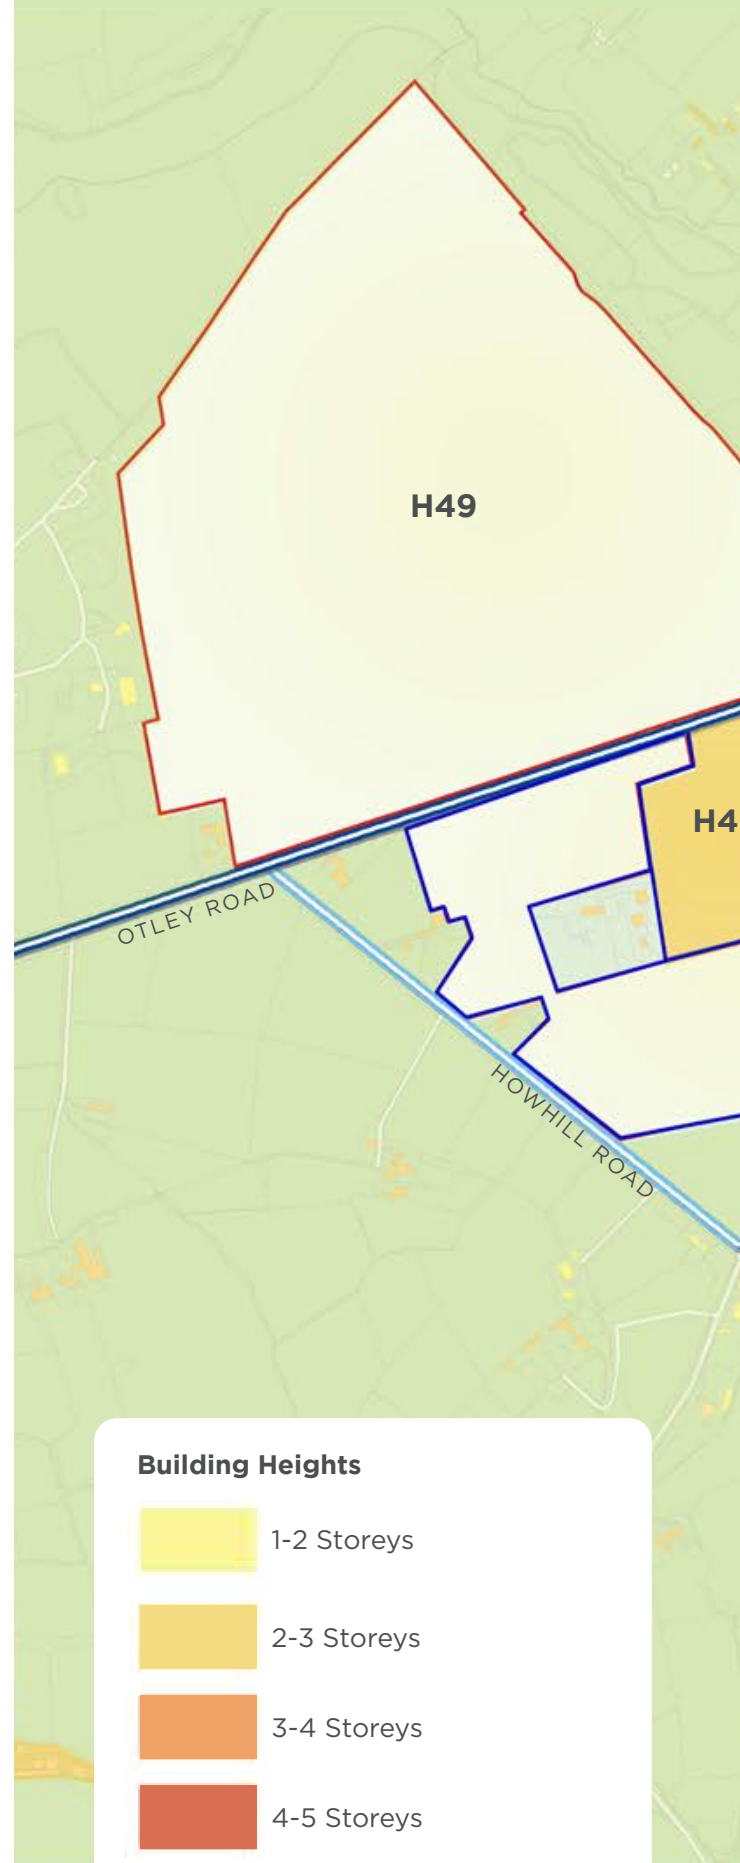 H49
H4
OTLEY ROAD
HOWHILL ROAD
Building Heights
1-2 Storeys
2-3 Storeys
3-4 Storeys
4-5 Storeys